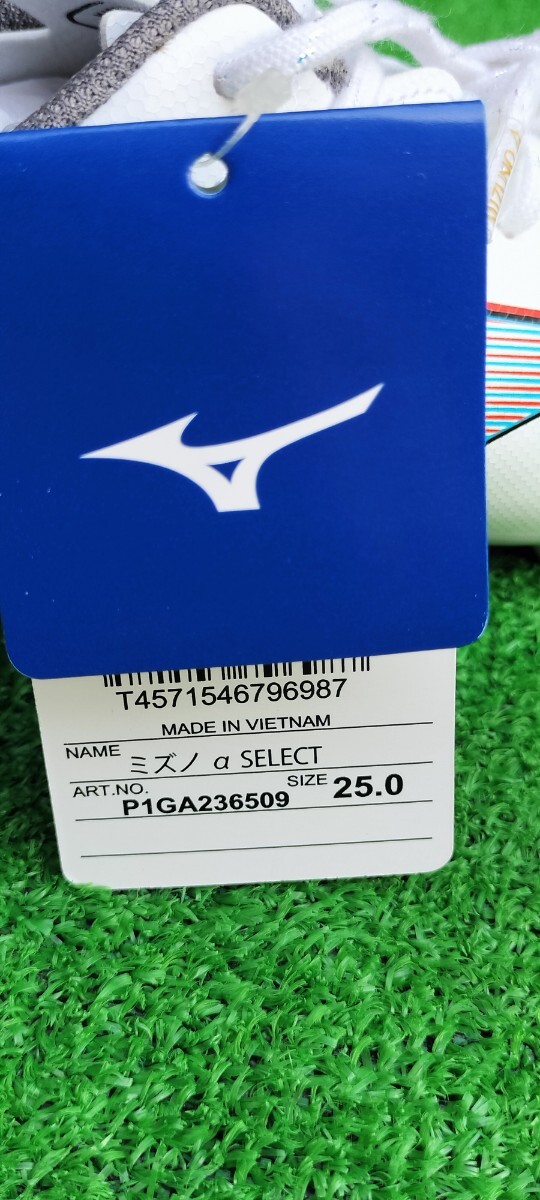 T4571546796987
MADE IN VIETNAM
NAME ミズノ α SELECT
ART.NO. P1GA236509 SIZE 25.0